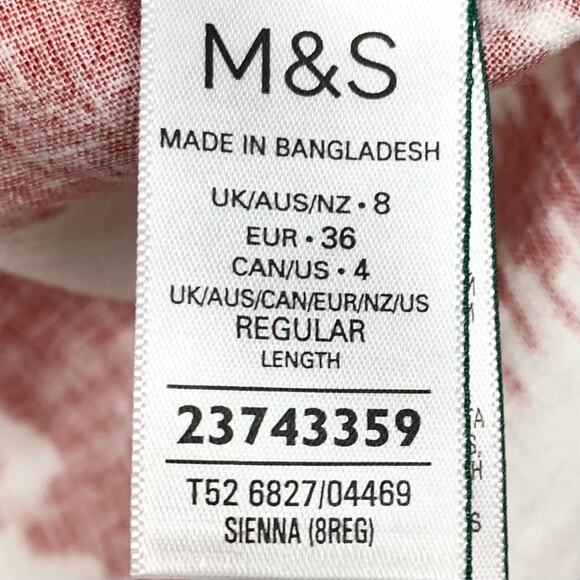 M&S
MADE IN BANGLADESH
UK/AUS/NZ • 8
EUR • 36
CAN/US • 4
UK/AUS/CAN/EUR/NZ/US
REGULAR
LENGTH
23743359
T52 6827/04469
SIENNA (8REG)